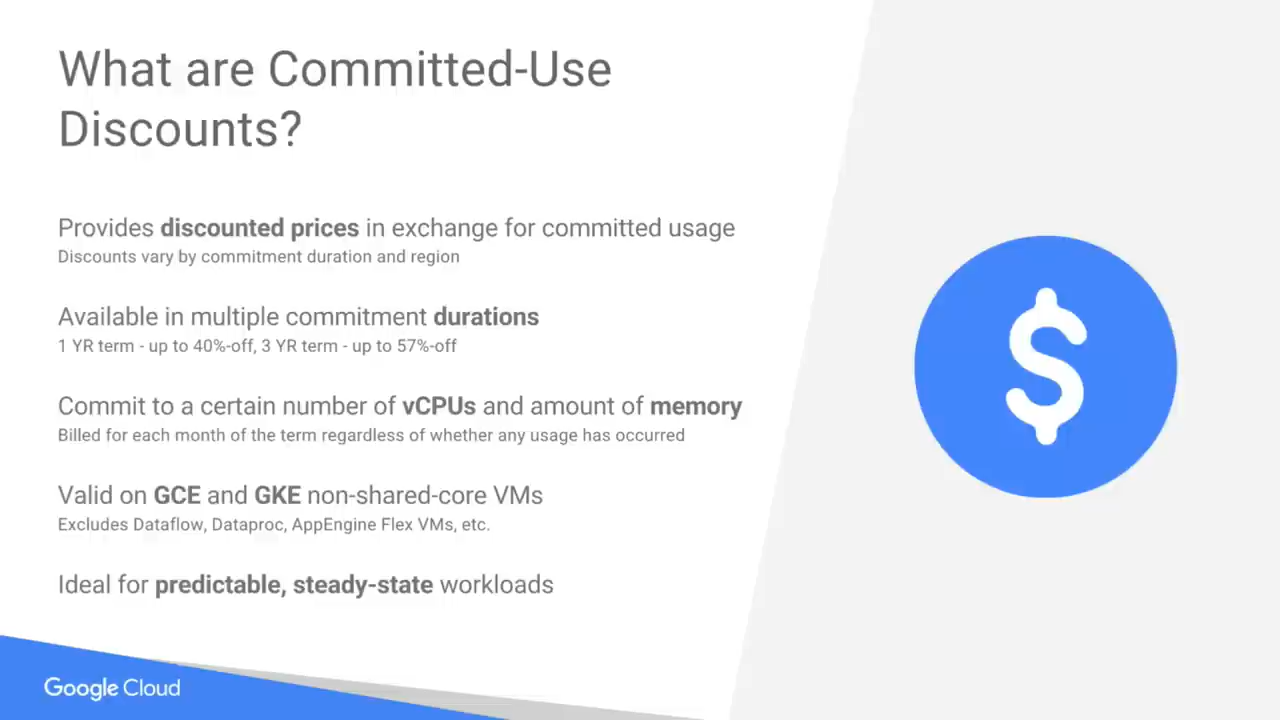 What are Committed-Use
Discounts?
Provides discounted prices in exchange for committed usage
Discounts vary by commitment duration and region
Available in multiple commitment durations
1 YR term - up to 40%-off, 3 YR term - up to 57%-off
Commit to a certain number of vCPUs and amount of memory
Billed for each month of the term regardless of whether any usage has occurred
Valid on GCE and GKE non-shared-core VMs
Excludes Dataflow, Dataproc, AppEngine Flex VMs, etc.
Ideal for predictable, steady-state workloads
$
Google Cloud